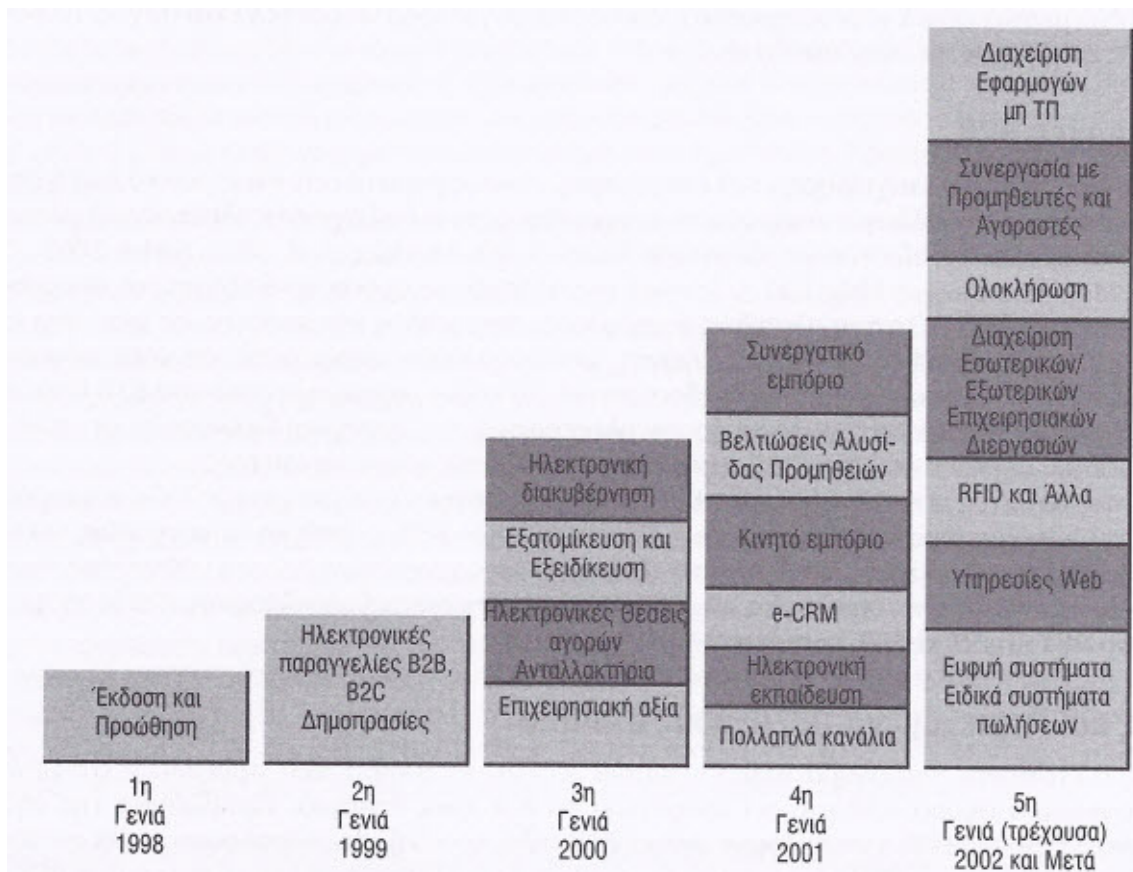 Έκδοση και
Προώθηση
1η
Γενιά
1998
Ηλεκτρονικές
παραγγελίες B2B,
B2C
Δημοπρασίες
2η
Γενιά
1999
Ηλεκτρονική
διακυβέρνηση
Εξατομίκευση και
Εξειδίκευση
Ηλεκτρονικές Θέσεις
αγορών
Ανταλλακτήρια
Επιχειρησιακή αξία
3η
Γενιά
2000
Συνεργατικό
εμπόριο
Βελτιώσεις Αλυσί-
δας Προμηθειών
Κινητό εμπόριο
e-CRM
Ηλεκτρονική
εκπαίδευση
Πολλαπλά κανάλια
4η
Γενιά
2001
Διαχείριση
Εφαρμογών
μη ΤΠ
Συνεργασία με
Προμηθευτές και
Αγοραστές
Ολοκλήρωση
Διαχείριση
Εσωτερικών/
Εξωτερικών
Επιχειρησιακών
Διεργασιών
RFID και Άλλα
Υπηρεσίες Web
Ευφυή συστήματα
Ειδικά συστήματα
πωλήσεων
5η
Γενιά (τρέχουσα)
2002 και Μετά